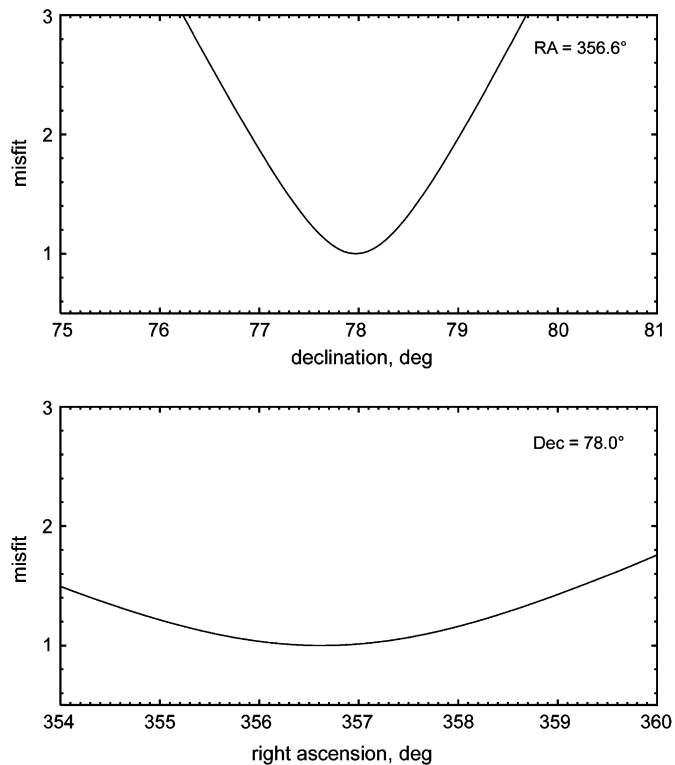 3
RA = 356.6°
2
misfit
1
75 76 77 78 79 80 81
declination, deg
3
Dec = 78.0°
2
misfit
1
354 355 356 357 358 359 360
right ascension, deg